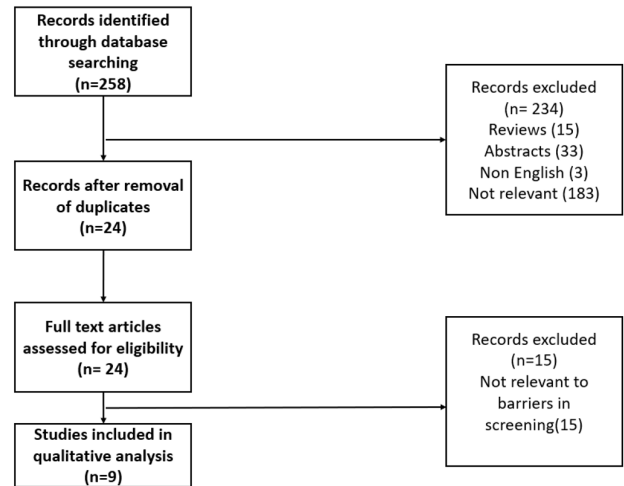 Records identified
through database
searching
(n=258)
Records excluded
(n= 234)
Reviews (15)
Abstracts (33)
Non English (3)
Not relevant (183)
Records after removal
of duplicates
(n=24)
Full text articles
assessed for eligibility
(n= 24)
Records excluded
(n=15)
Not relevant to
barriers in
screening(15)
Studies included in
qualitative analysis
(n=9)